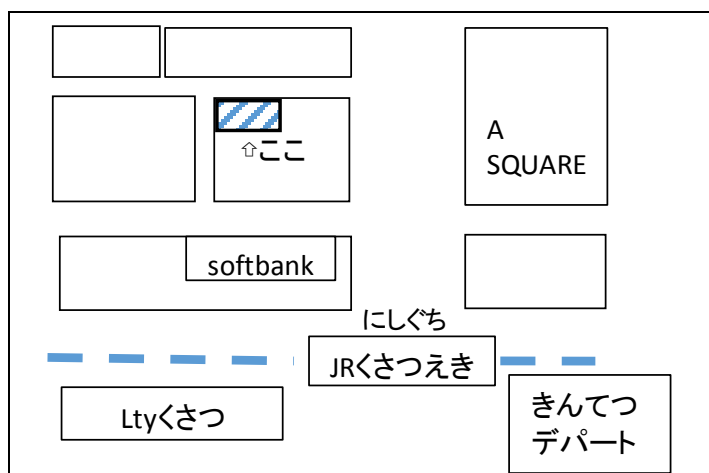 A
SQUARE
⇧ここ
softbank
にしぐち
JRくさつえき
Ltyくさつ
きんてつ
デパート